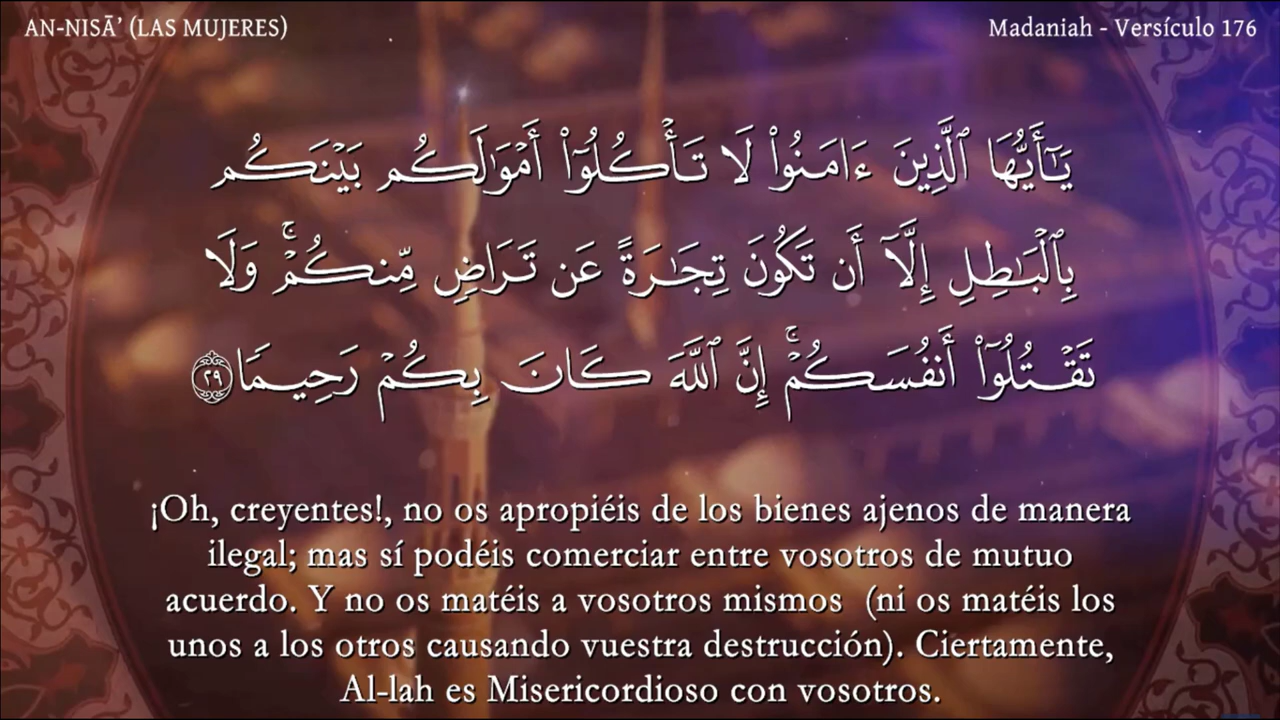 AN-NISĀ’ (LAS MUJERES)
Madaniah - Versículo 176
يَـٰٓأَيُّهَا ٱلَّذِينَ ءَامَنُوا۟ لَا تَأْكُلُوٓا۟ أَمْوَٰلَكُم بَيْنَكُم
بِٱلْبَـٰطِلِ إِلَّآ أَن تَكُونَ تِجَـٰرَةً عَن تَرَاضٍ مِّنكُمْ ۚ وَلَا
تَقْتُلُوٓا۟ أَنفُسَكُمْ ۚ إِنَّ ٱللَّهَ كَانَ بِكُمْ رَحِيمًا ٢٩
¡Oh, creyentes!, no os apropiéis de los bienes ajenos de manera
ilegal; mas sí podéis comerciar entre vosotros de mutuo
acuerdo. Y no os matéis a vosotros mismos (ni os matéis los
unos a los otros causando vuestra destrucción). Ciertamente,
Al-lah es Misericordioso con vosotros.